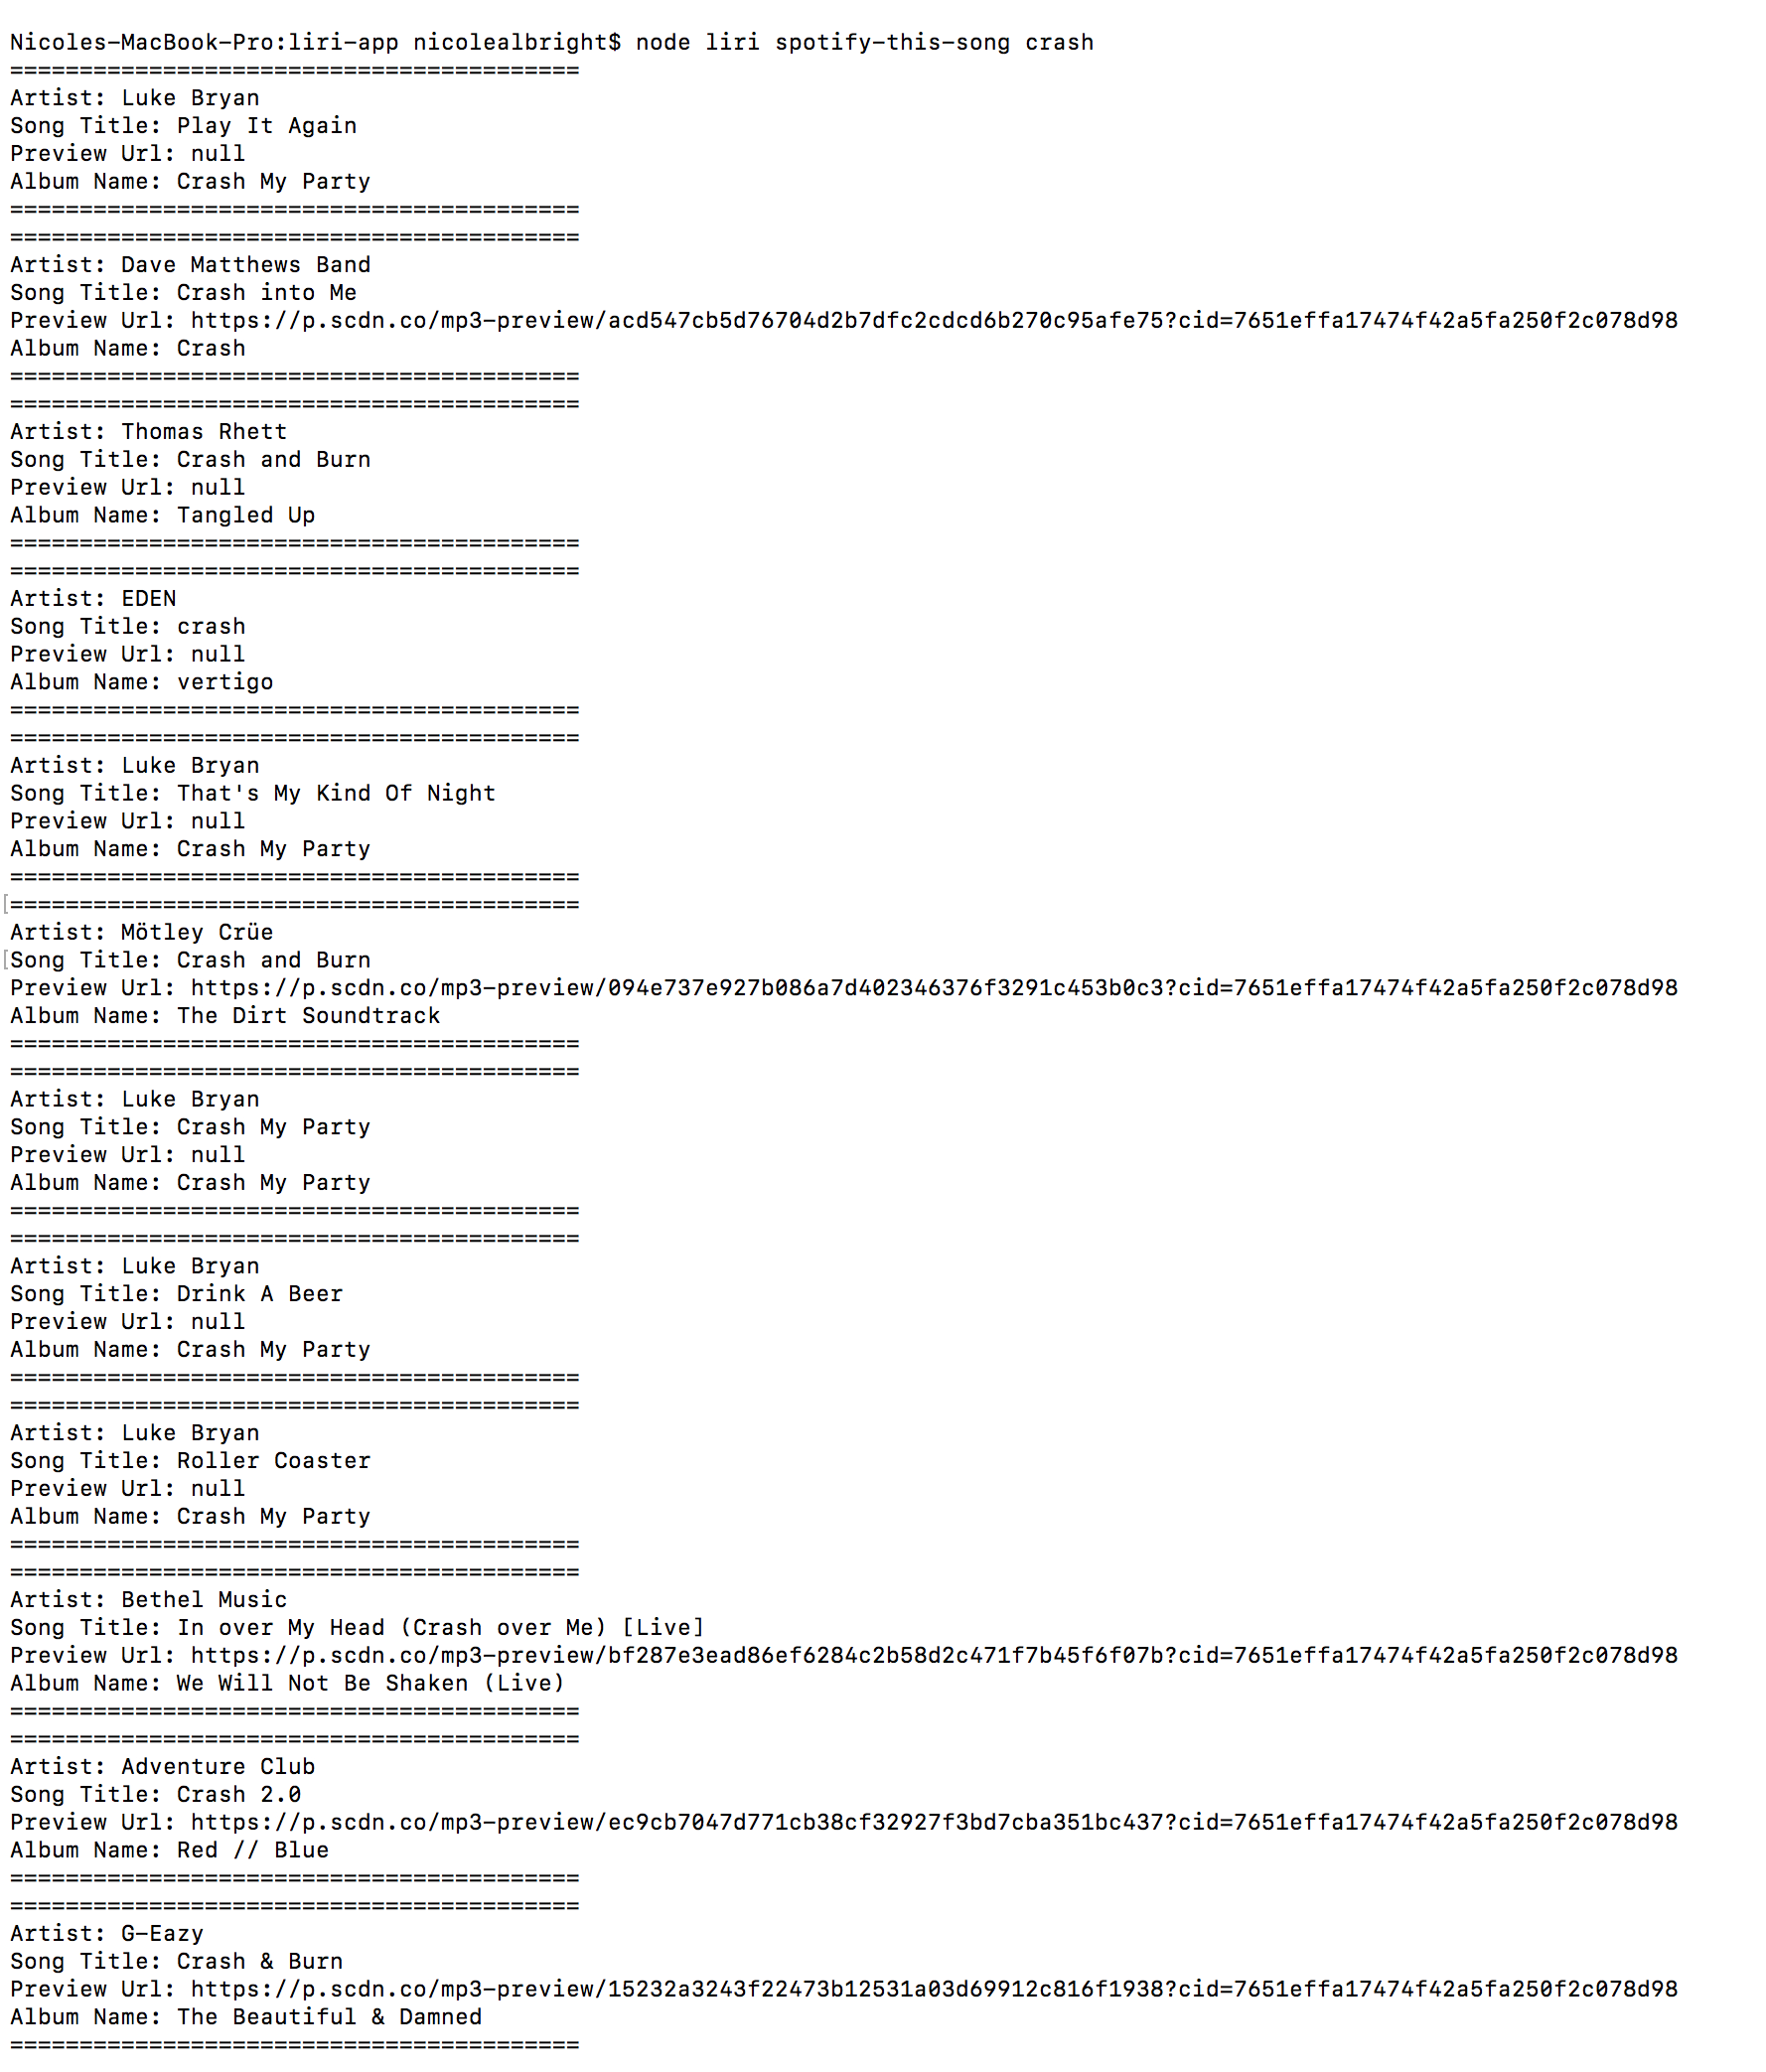 Nicoles-MacBook-Pro:liri-app nicolealbright$ node liri spotify-this-song crash
=========================================
Artist: Luke Bryan
Song Title: Play It Again
Preview Url: null
Album Name: Crash My Party
=========================================
=========================================
Artist: Dave Matthews Band
Song Title: Crash into Me
Preview Url: https://p.scdn.co/mp3-preview/acd547cb5d76704d2b7dfc2cdcd6b270c95afe75?cid=7651effa17474f42a5fa250f2c078d98
Album Name: Crash
=========================================
=========================================
Artist: Thomas Rhett
Song Title: Crash and Burn
Preview Url: null
Album Name: Tangled Up
=========================================
=========================================
Artist: EDEN
Song Title: crash
Preview Url: null
Album Name: vertigo
=========================================
=========================================
Artist: Luke Bryan
Song Title: That's My Kind Of Night
Preview Url: null
Album Name: Crash My Party
=========================================
[=========================================
Artist: Mötley Crüe
[Song Title: Crash and Burn
Preview Url: https://p.scdn.co/mp3-preview/094e737e927b086a7d402346376f3291c453b0c3?cid=7651effa17474f42a5fa250f2c078d98
Album Name: The Dirt Soundtrack
=========================================
=========================================
Artist: Luke Bryan
Song Title: Crash My Party
Preview Url: null
Album Name: Crash My Party
=========================================
=========================================
Artist: Luke Bryan
Song Title: Drink A Beer
Preview Url: null
Album Name: Crash My Party
=========================================
=========================================
Artist: Luke Bryan
Song Title: Roller Coaster
Preview Url: null
Album Name: Crash My Party
=========================================
=========================================
Artist: Bethel Music
Song Title: In over My Head (Crash over Me) [Live]
Preview Url: https://p.scdn.co/mp3-preview/bf287e3ead86ef6284c2b58d2c471f7b45f6f07b?cid=7651effa17474f42a5fa250f2c078d98
Album Name: We Will Not Be Shaken (Live)
=========================================
=========================================
Artist: Adventure Club
Song Title: Crash 2.0
Preview Url: https://p.scdn.co/mp3-preview/ec9cb7047d771cb38cf32927f3bd7cba351bc437?cid=7651effa17474f42a5fa250f2c078d98
Album Name: Red // Blue
=========================================
=========================================
Artist: G-Eazy
Song Title: Crash & Burn
Preview Url: https://p.scdn.co/mp3-preview/15232a3243f22473b12531a03d69912c816f1938?cid=7651effa17474f42a5fa250f2c078d98
Album Name: The Beautiful & Damned
=========================================